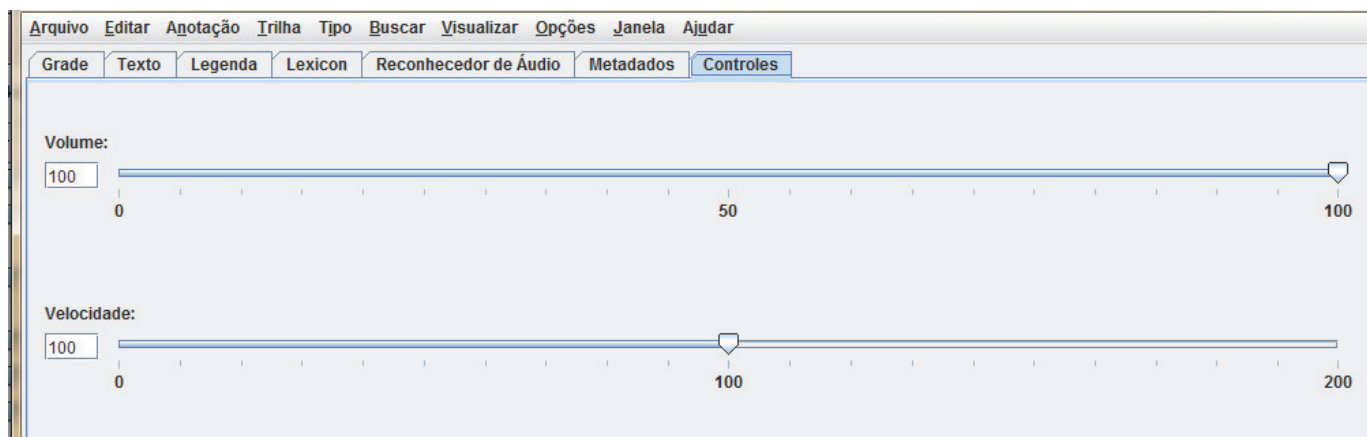 Arquivo Editar Anotação Trilha Tipo Buscar Visualizar Opções Janela Ajudar
Grade Texto Legenda Lexicon Reconhecedor de Áudio Metadados Controles
Volume:
100
0 50 100
Velocidade:
100
0 100 200